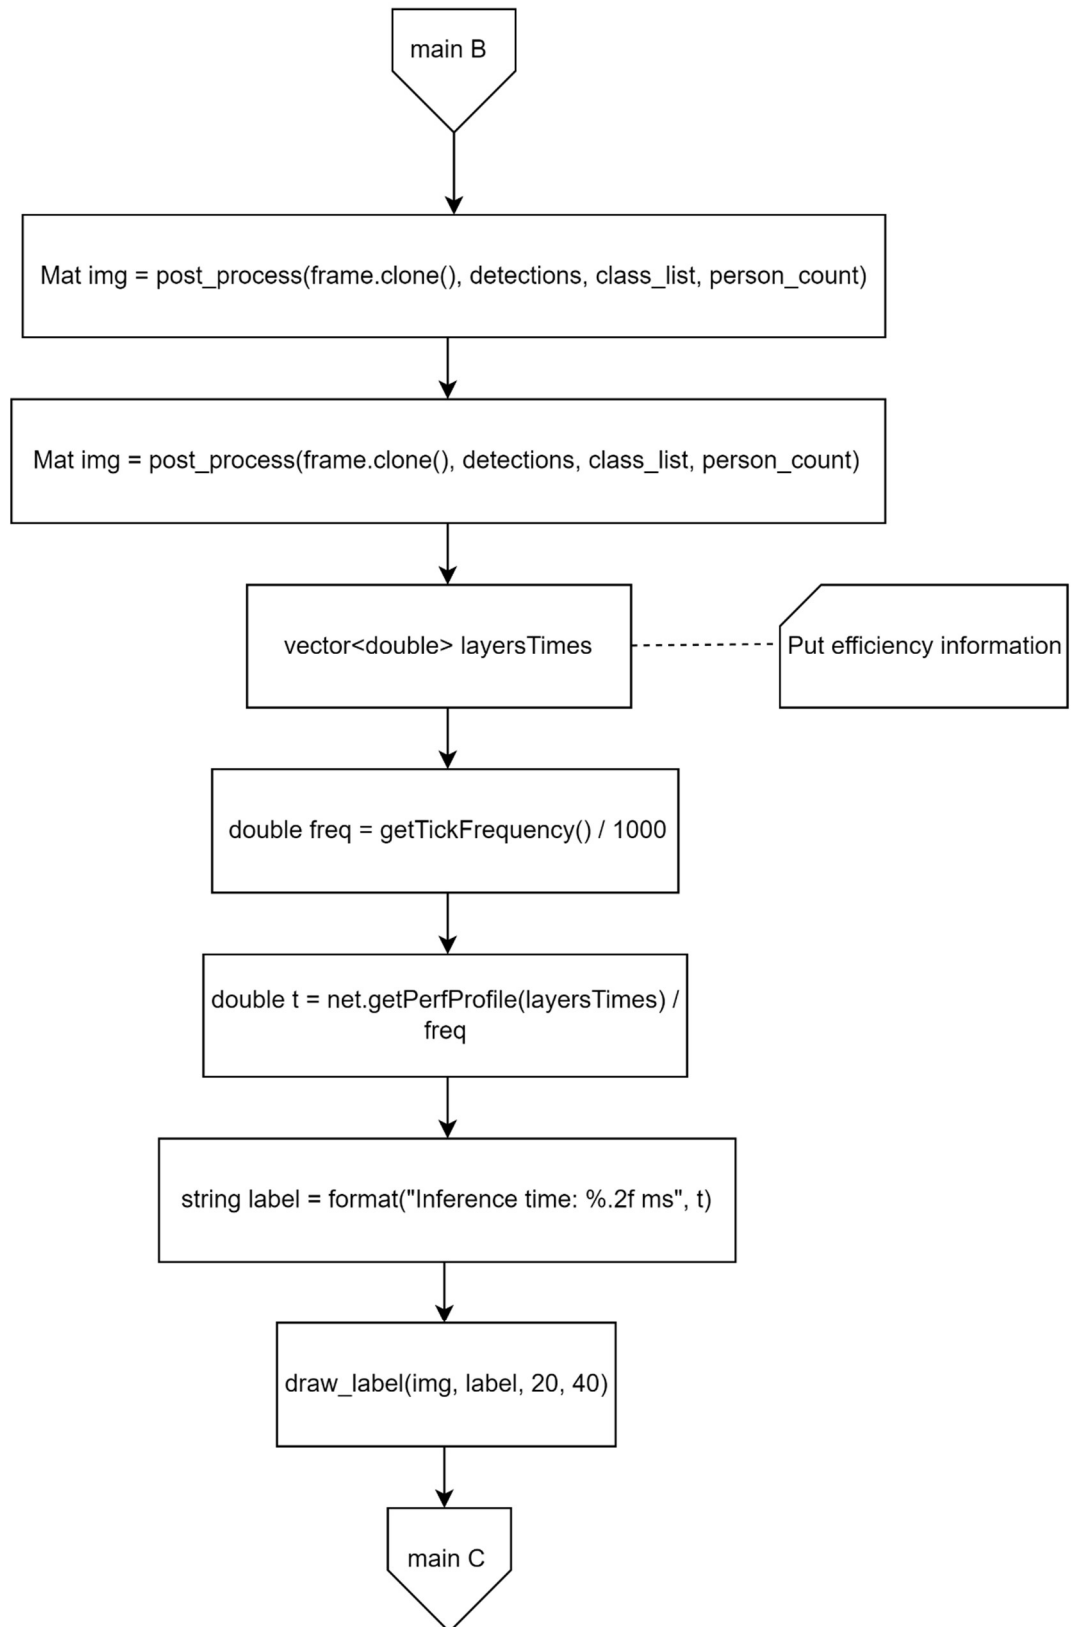 main B
Mat img = post_process(frame.clone(), detections, class_list, person_count)
Mat img = post_process(frame.clone(), detections, class_list, person_count)
vector<double> layersTimes
Put efficiency information
double freq = getTickFrequency() / 1000
double t = net.getPerfProfile(layersTimes) /
freq
string label = format("Inference time: %.2f ms", t)
draw_label(img, label, 20, 40)
main C